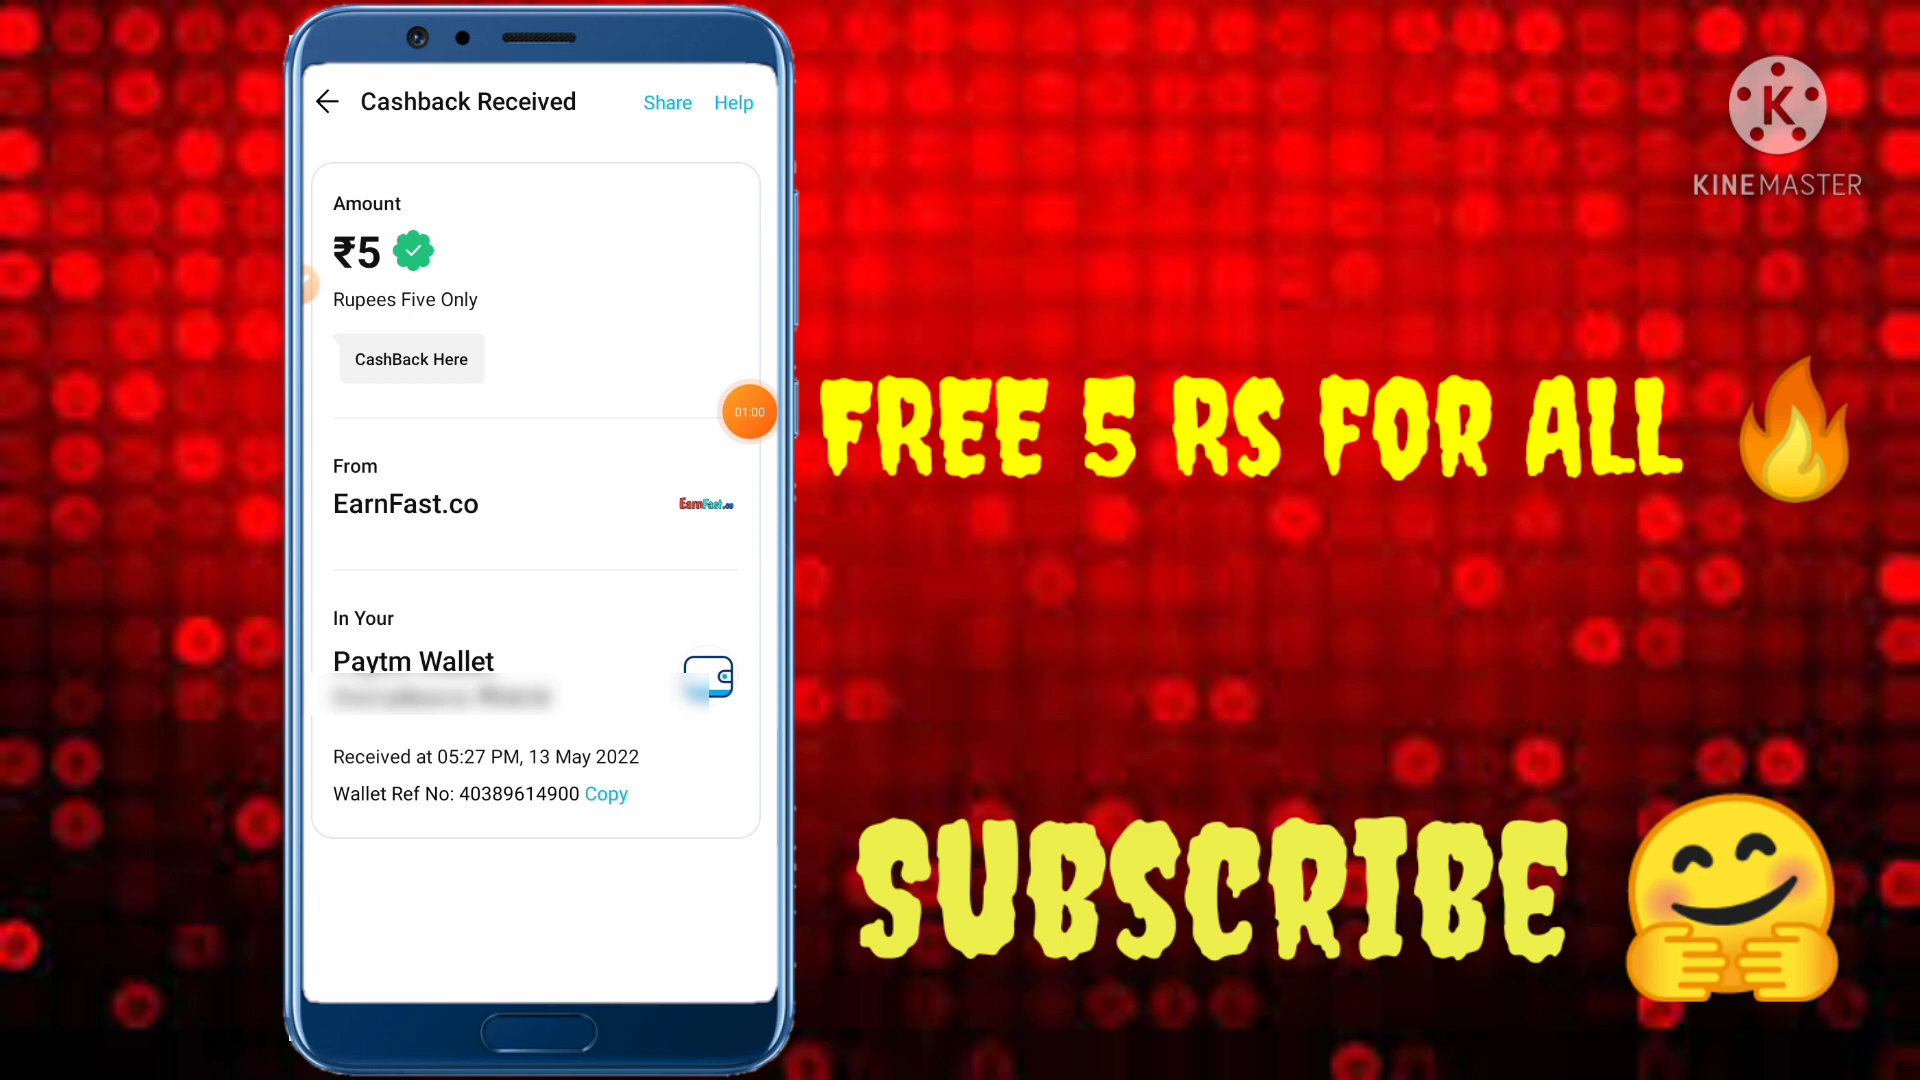 Cashback Received Share Help
Amount
₹5
Rupees Five Only
CashBack Here
01:00
From
EarnFast.co
EarnFast.co
In Your
Paytm Wallet
Received at 05:27 PM, 13 May 2022
Wallet Ref No: 40389614900 Copy
K
KINEMASTER
FREE 5 RS FOR ALL
SUBSCRIBE